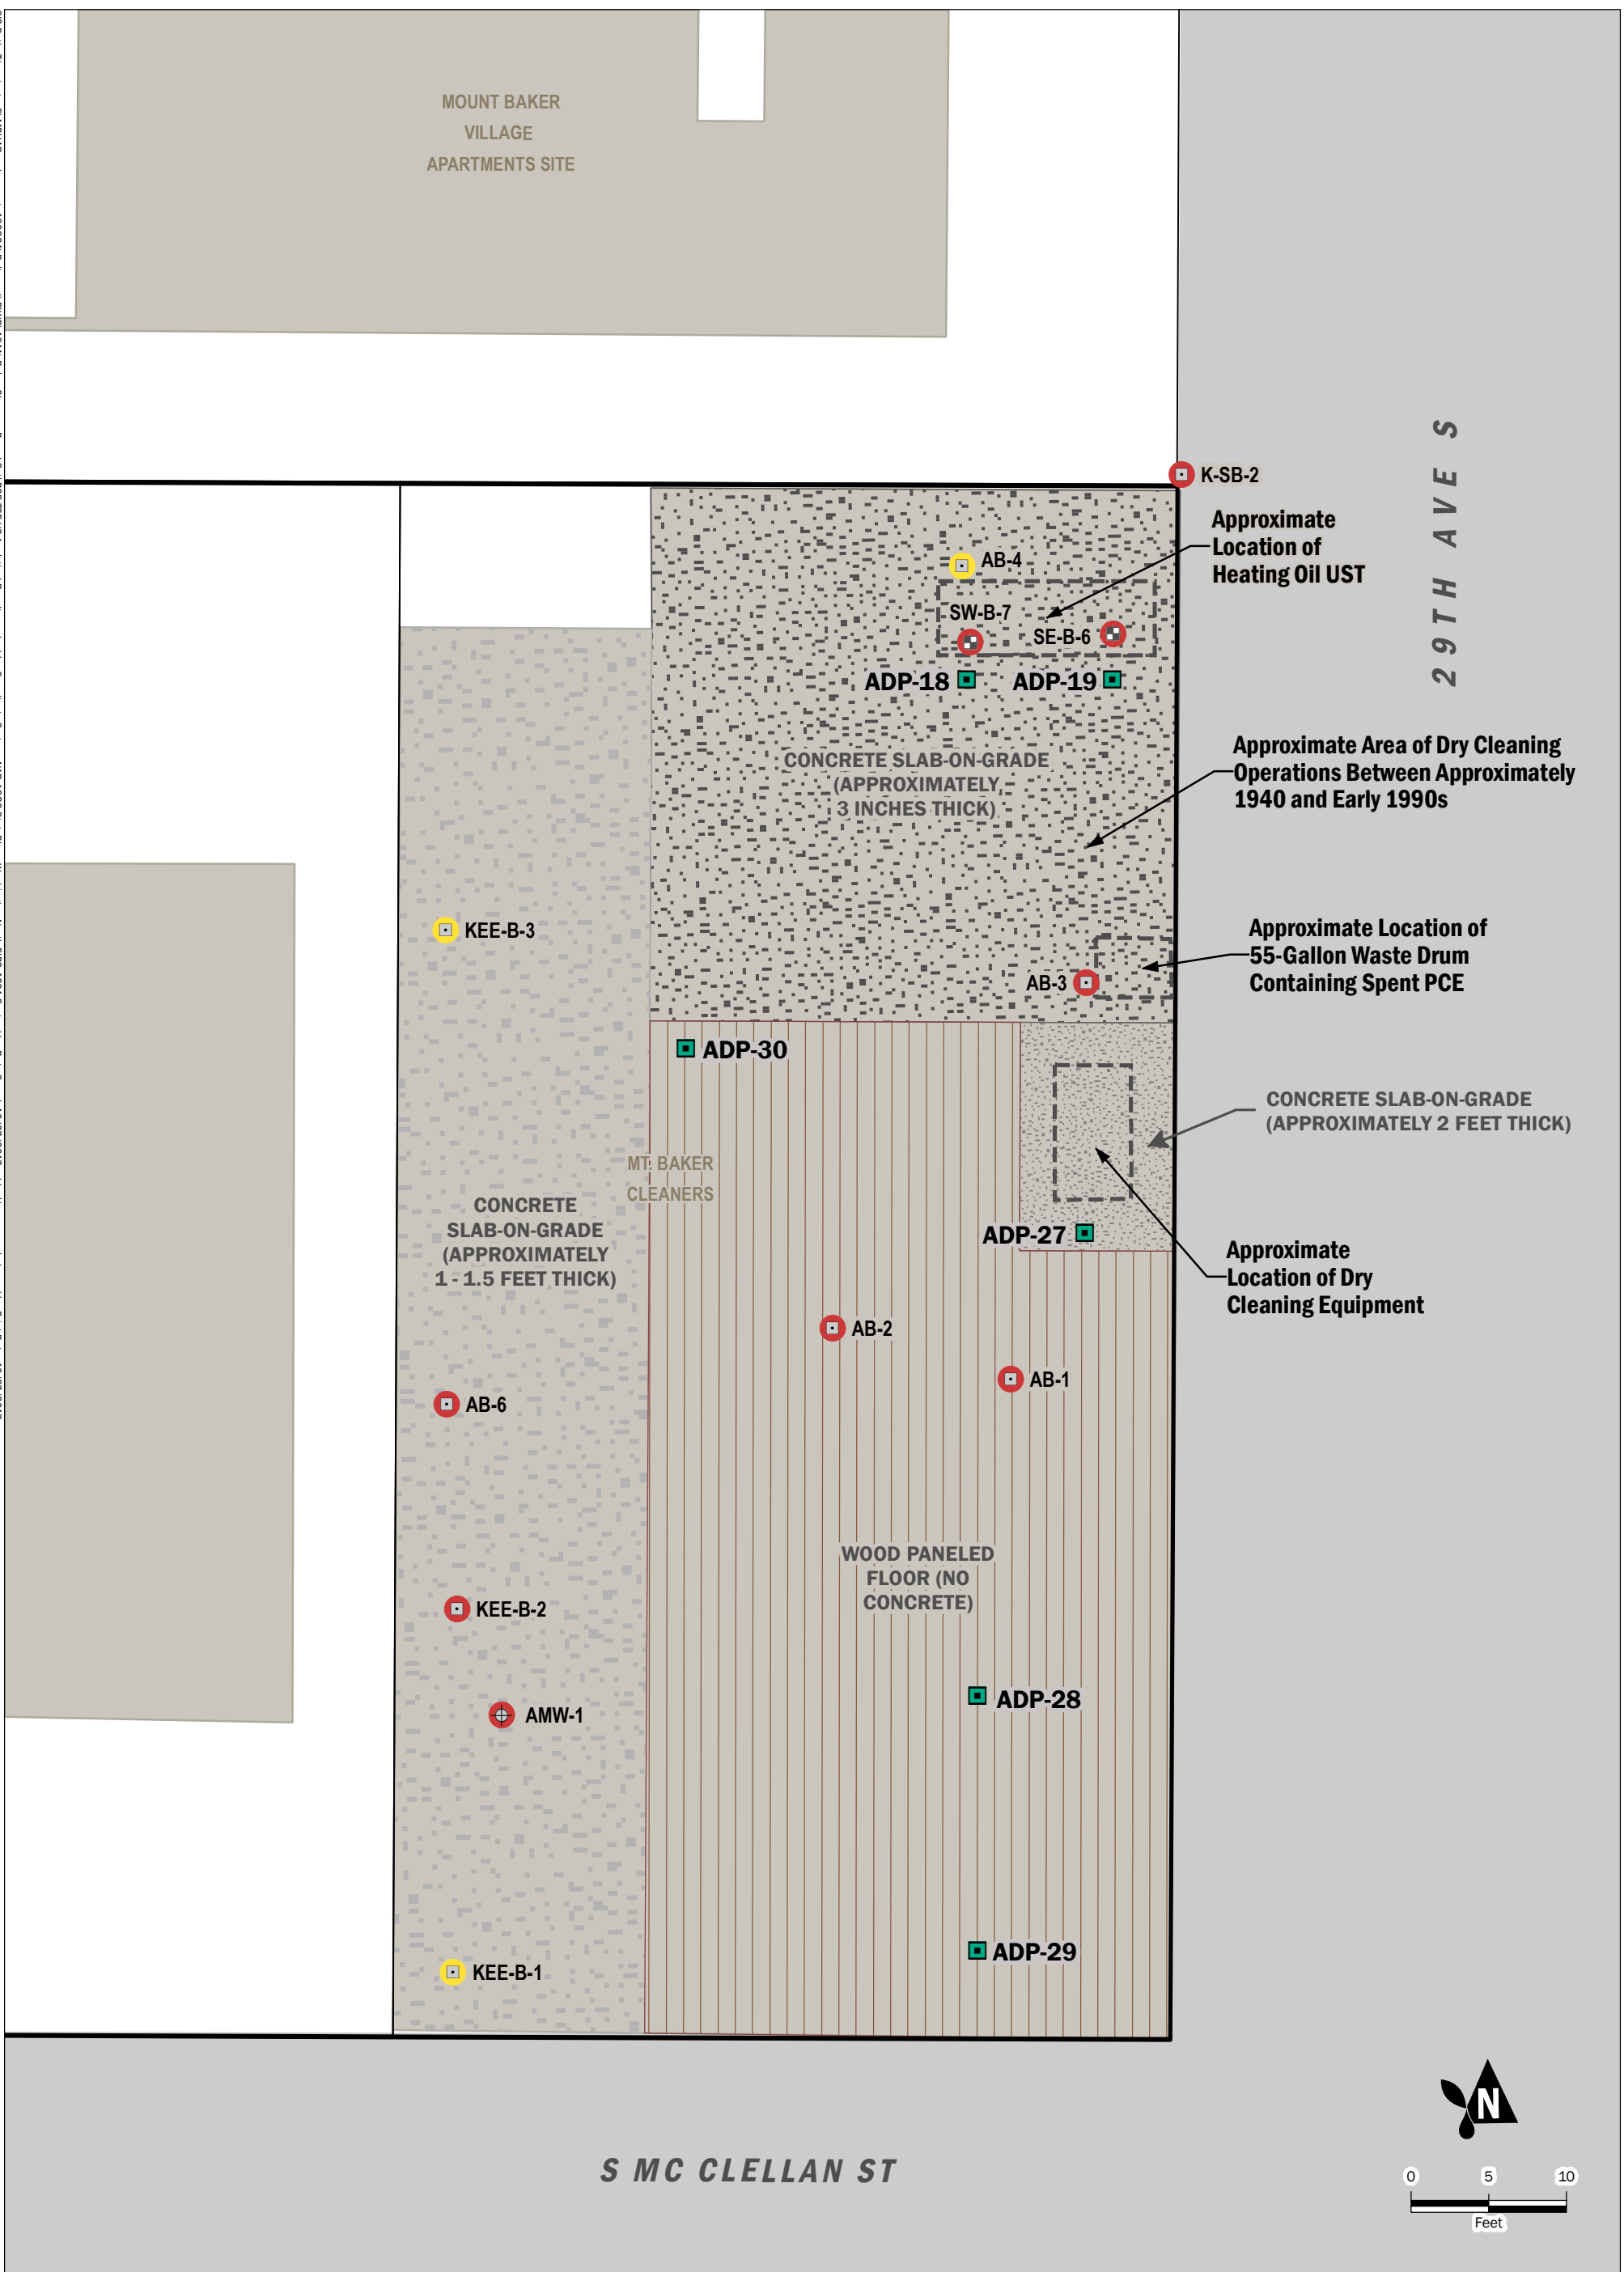 MOUNT BAKER
VILLAGE
APARTMENTS SITE
K-SB-2
29TH AVE S
Approximate
Location of
Heating Oil UST
AB-4
SW-B-7
SE-B-6
ADP-18
ADP-19
CONCRETE SLAB-ON-GRADE
(APPROXIMATELY
3 INCHES THICK)
Approximate Area of Dry Cleaning
Operations Between Approximately
1940 and Early 1990s
KEE-B-3
Approximate Location of
55-Gallon Waste Drum
Containing Spent PCE
AB-3
ADP-30
CONCRETE SLAB-ON-GRADE
(APPROXIMATELY 2 FEET THICK)
MT. BAKER
CLEANERS
CONCRETE
SLAB-ON-GRADE
(APPROXIMATELY
1 - 1.5 FEET THICK)
ADP-27
Approximate
Location of Dry
Cleaning Equipment
AB-2
AB-1
AB-6
WOOD PANELED
FLOOR (NO
CONCRETE)
KEE-B-2
ADP-28
AMW-1
ADP-29
KEE-B-1
N
S MC CLELLAN ST
0 5 10
Feet